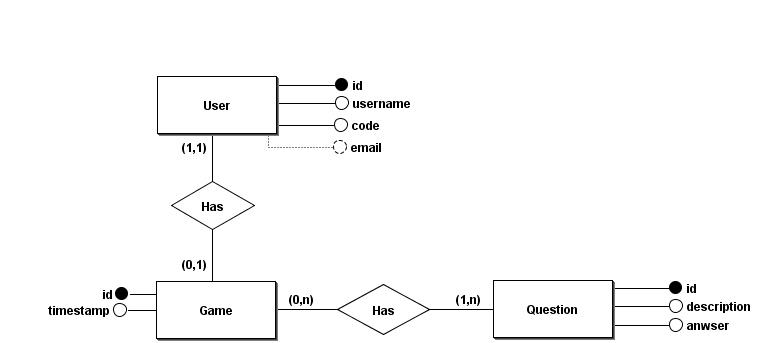 User
id
username
code
email
(1,1)
Has
(0,1)
id
timestamp
Game
(0,n)
Has
(1,n)
Question
id
description
anwser